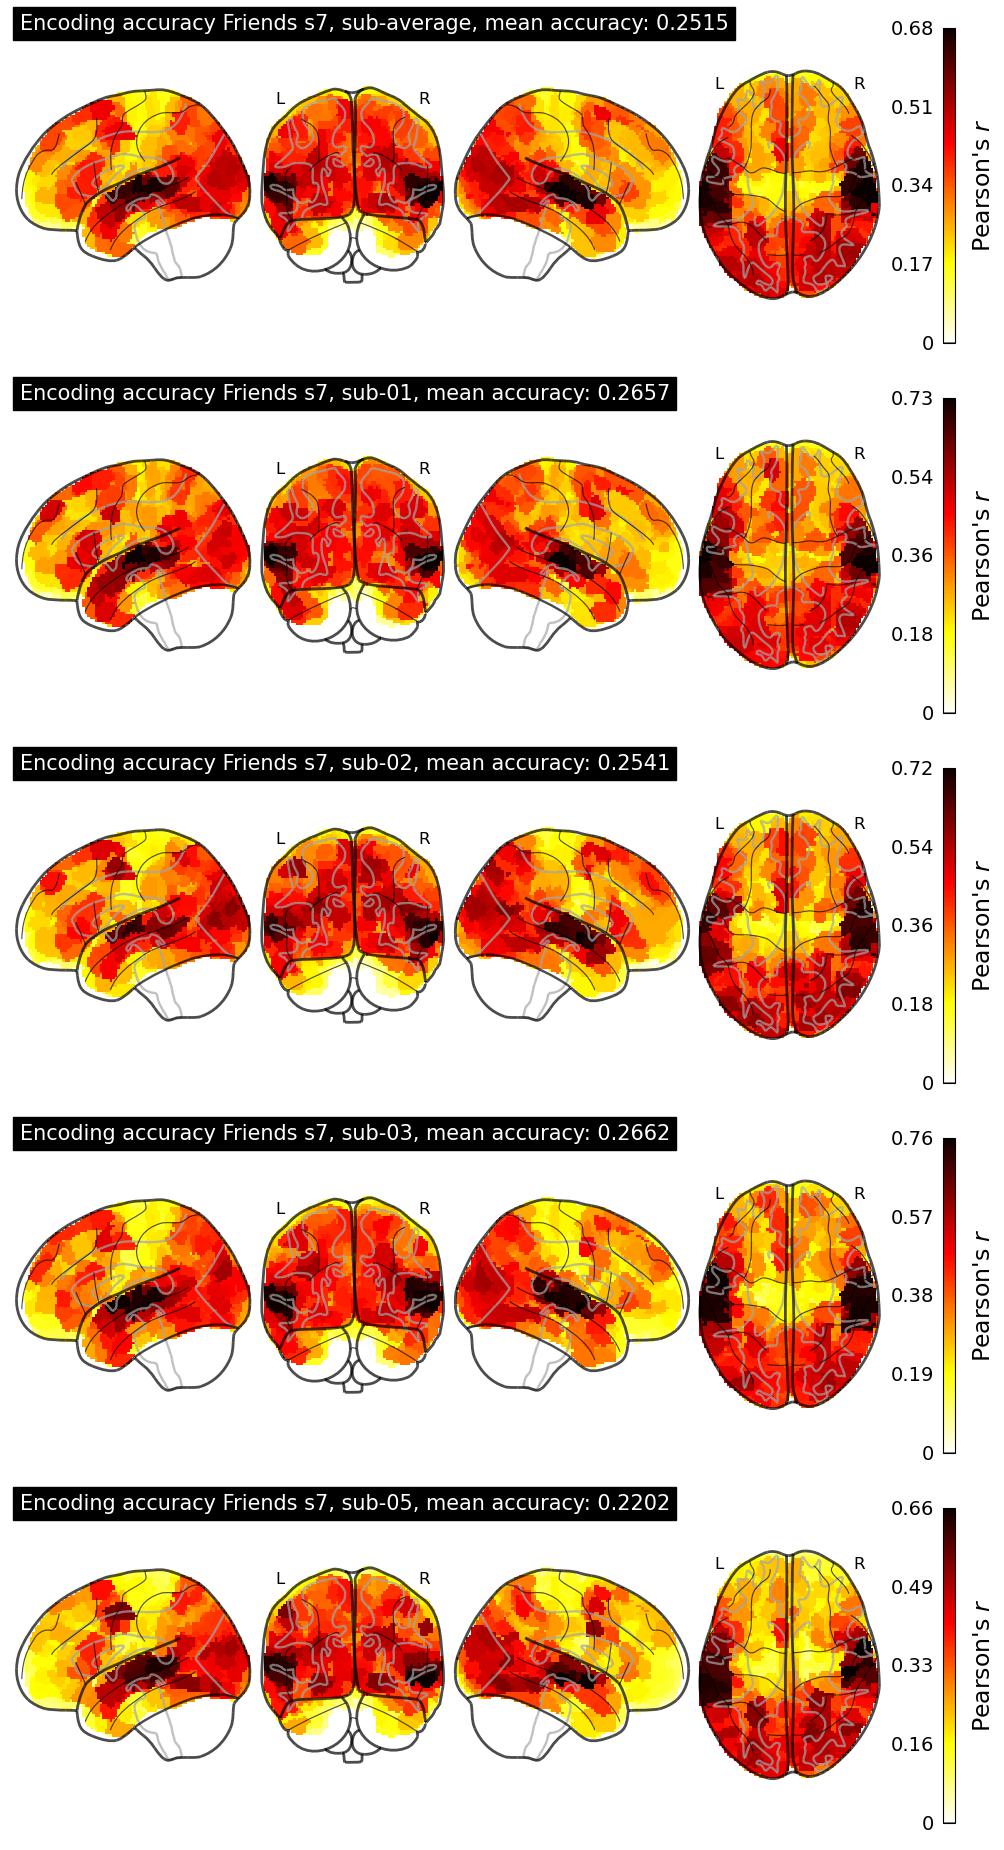 Encoding accuracy Friends s7, sub-average, mean accuracy: 0.2515
L R L R
0.68
0.51
0.34
0.17
0
Pearson's r
Encoding accuracy Friends s7, sub-01, mean accuracy: 0.2657
L R L R
0.73
0.54
0.36
0.18
0
Pearson's r
Encoding accuracy Friends s7, sub-02, mean accuracy: 0.2541
L R L R
0.72
0.54
0.36
0.18
0
Pearson's r
Encoding accuracy Friends s7, sub-03, mean accuracy: 0.2662
L R L R
0.76
0.57
0.38
0.19
0
Pearson's r
Encoding accuracy Friends s7, sub-05, mean accuracy: 0.2202
L R L R
0.66
0.49
0.33
0.16
0
Pearson's r